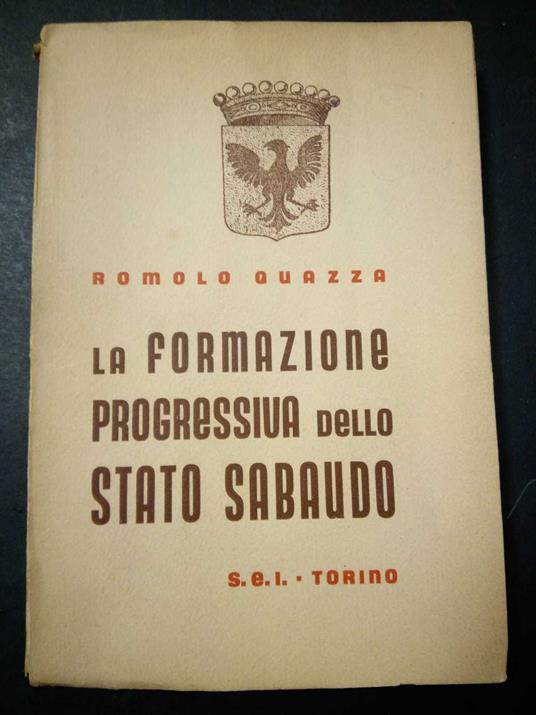 ROMOLO QUAZZA
LA FORMAZIONE
PROGRESSIVA DELLO
STATO SABAUDO
S.E.I. · TORINO